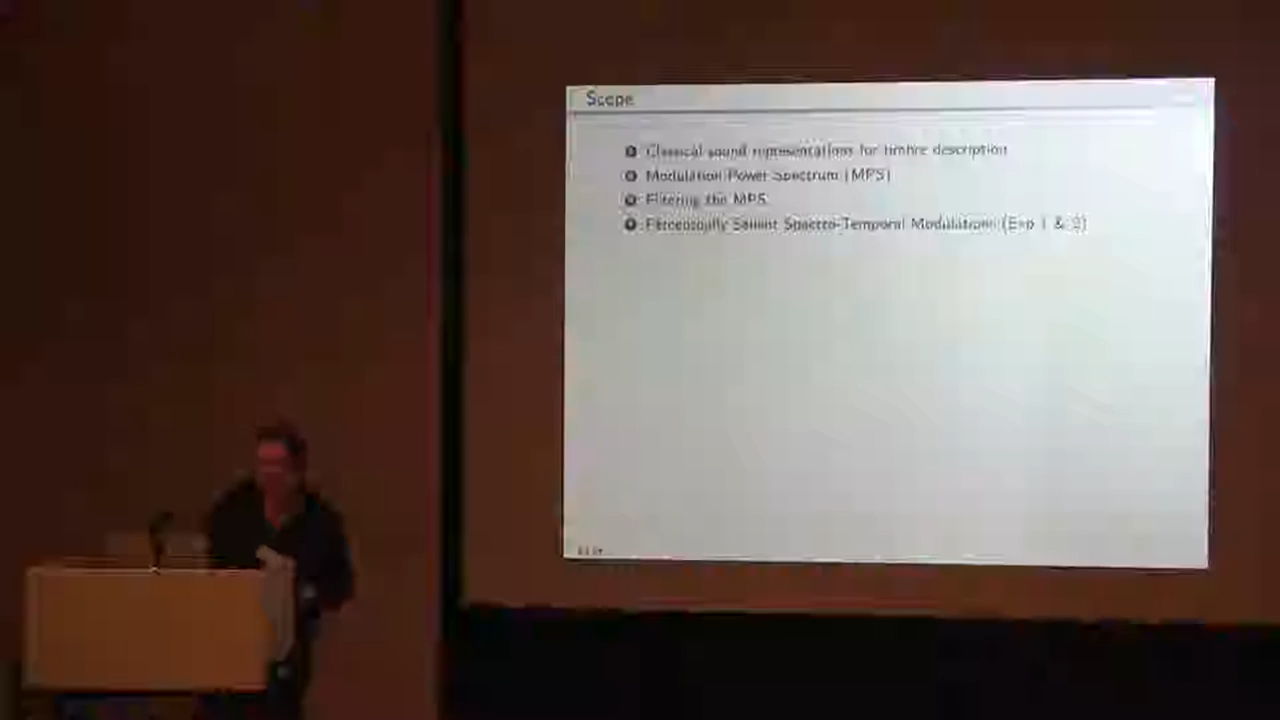 Scope
Classical sound representations for timbre description
Modulation Power Spectrum (MPS)
Filtering the MPS
Perceptually Salient Spectro-Temporal Modulations (Exp 1 & 2)